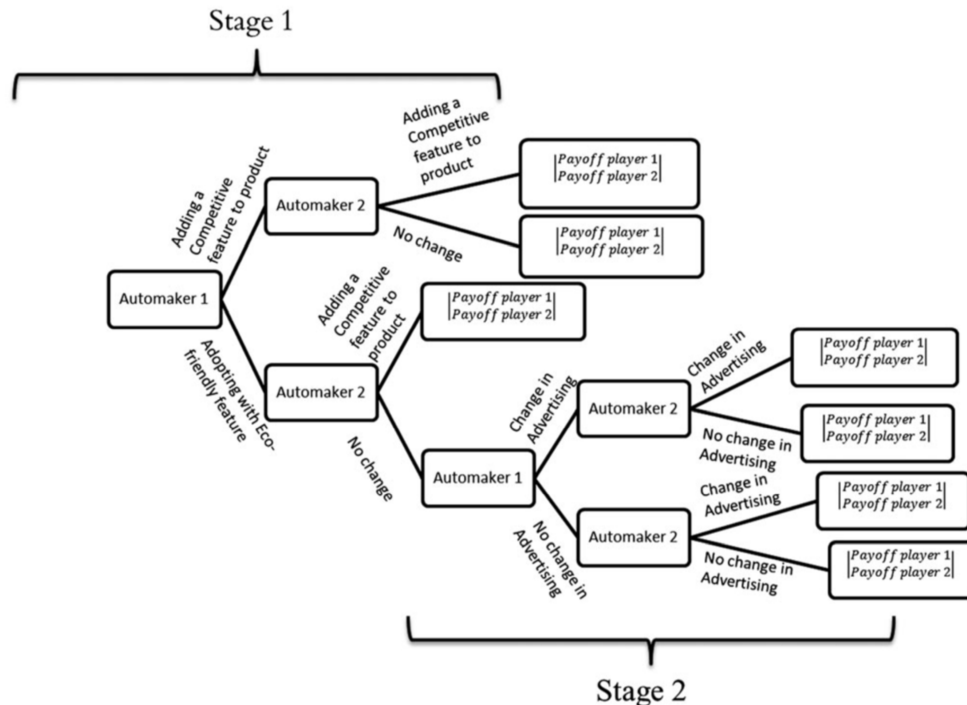 Stage 1
Adding a
Competitive
feature to
product
|Payoff player 1|
|Payoff player 2|
Adding a
Competitive
feature to product
Automaker 2
No change
|Payoff player 1|
|Payoff player 2|
Automaker 1
Adding a
Competitive
feature to
product
|Payoff player 1|
|Payoff player 2|
Adopting with Eco-
friendly feature
Automaker 2
No change
Change in
Advertising
Automaker 2
Change in
Advertising
|Payoff player 1|
|Payoff player 2|
No change in
Advertising
|Payoff player 1|
|Payoff player 2|
Automaker 1
No change in
Advertising
Automaker 2
Change in
Advertising
|Payoff player 1|
|Payoff player 2|
No change in
Advertising
|Payoff player 1|
|Payoff player 2|
Stage 2